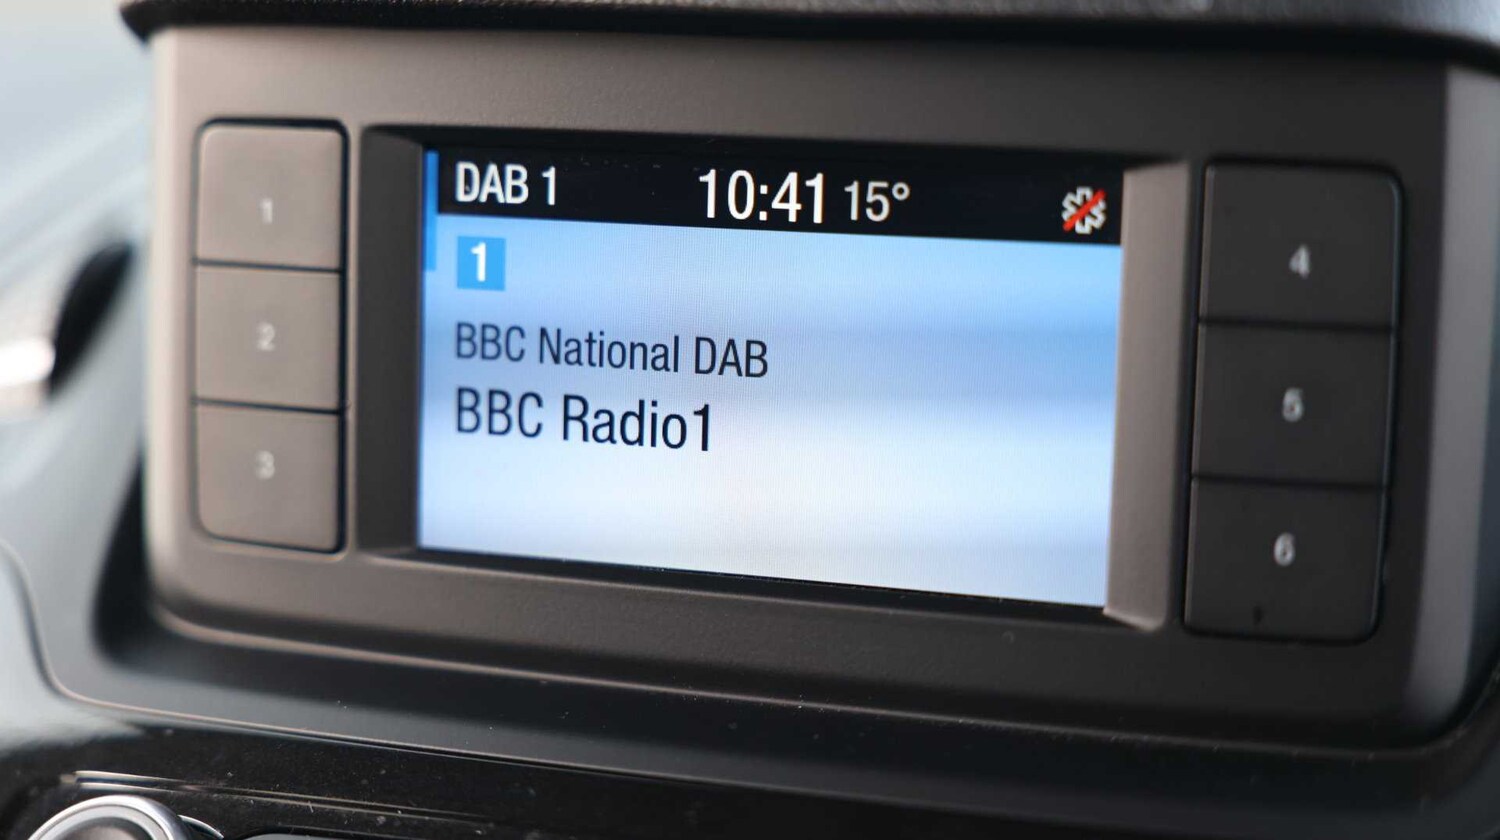 DAB 1 10:41 15°
1
BBC National DAB
BBC Radio1
1
2
3
4
5
6